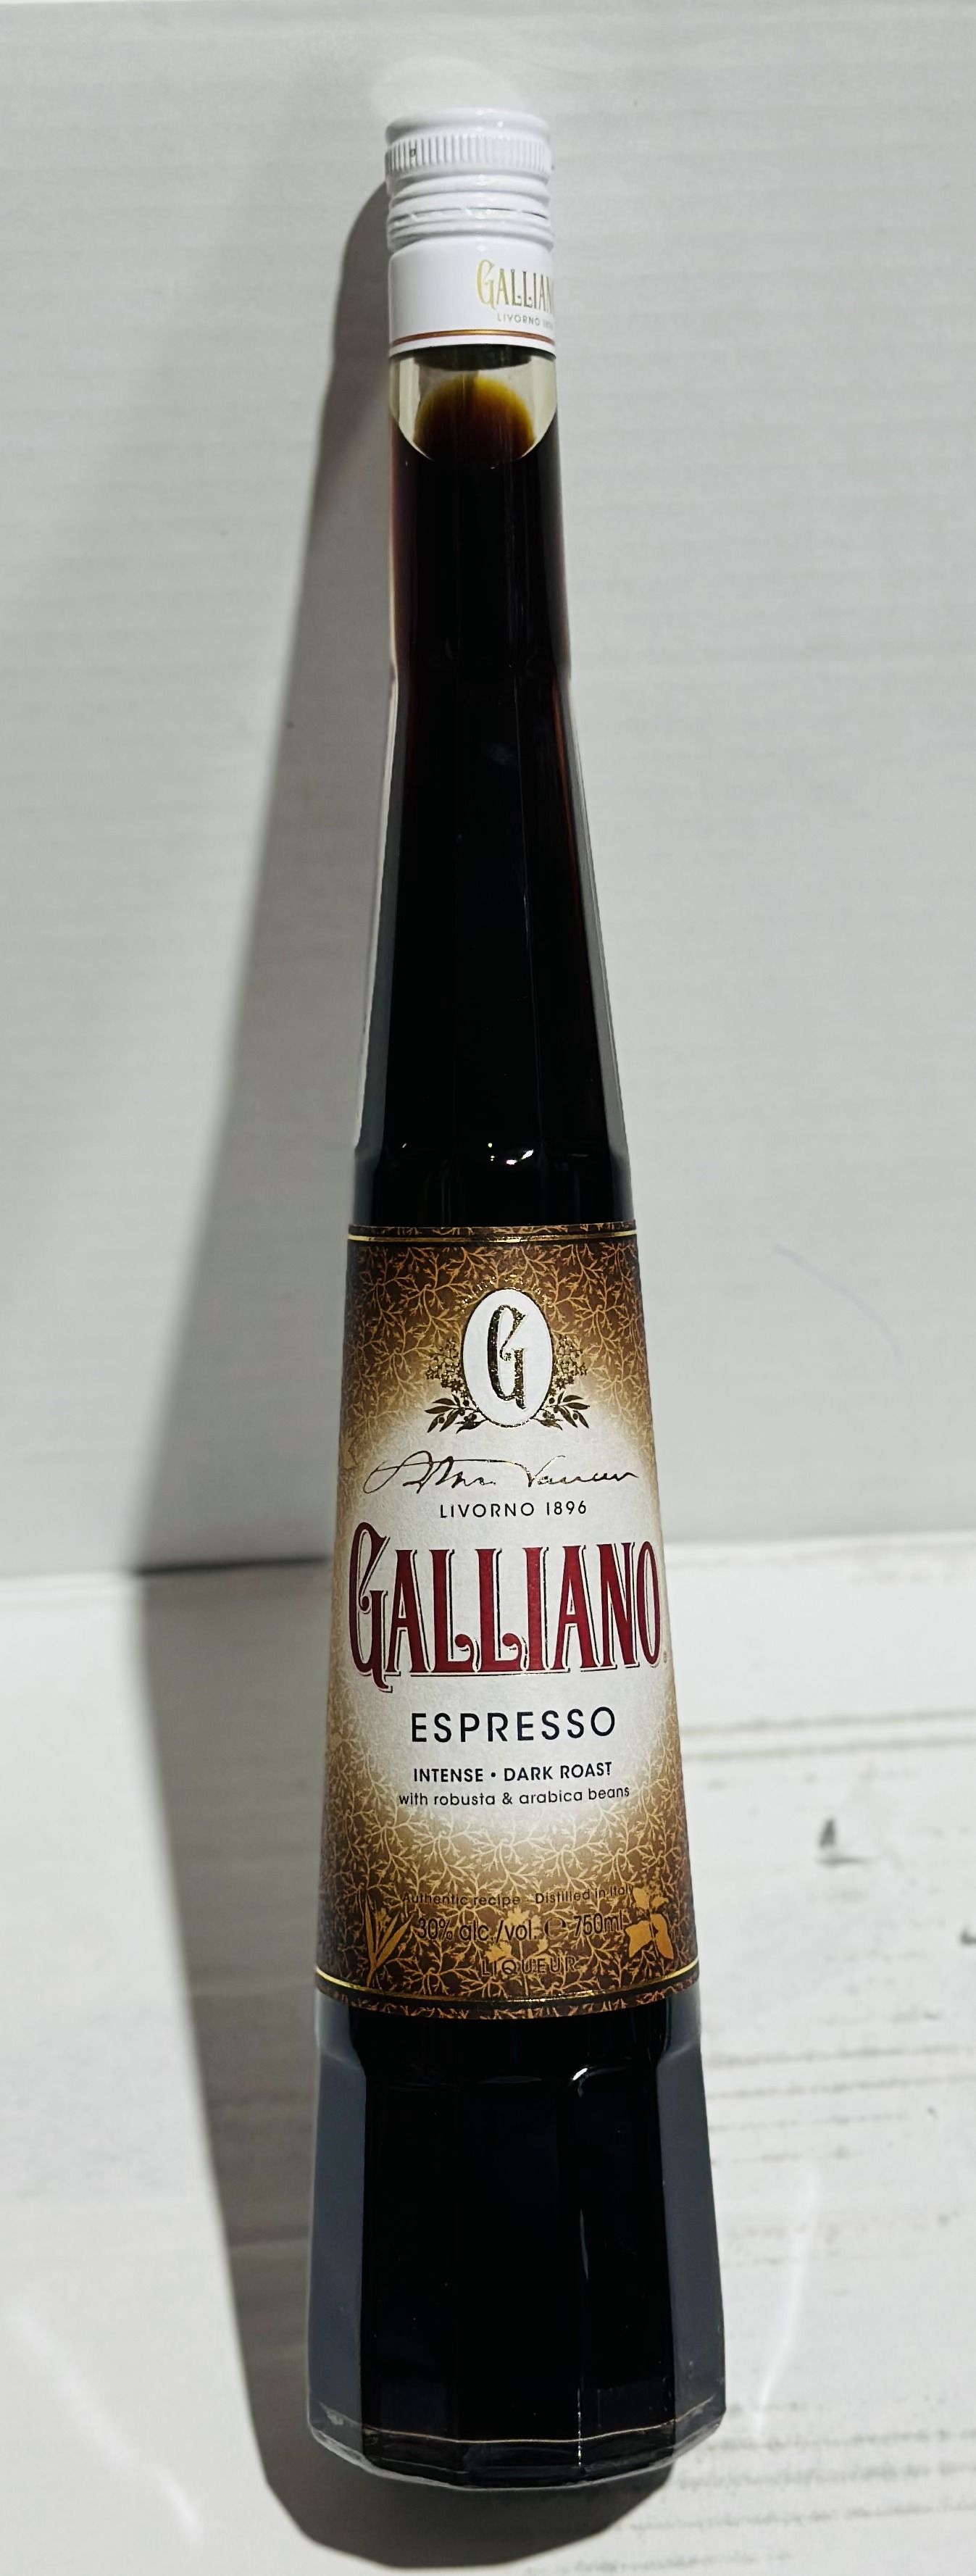 GALLIAN
LIVORNO
G
LIVORNO 1896
GALLIANO
ESPRESSO
INTENSE • DARK ROAST
with robusta & arabica beans
Authentic recipe · Distilled in Italy
30% alc./vol. ℮ 750ml
LIQUEUR